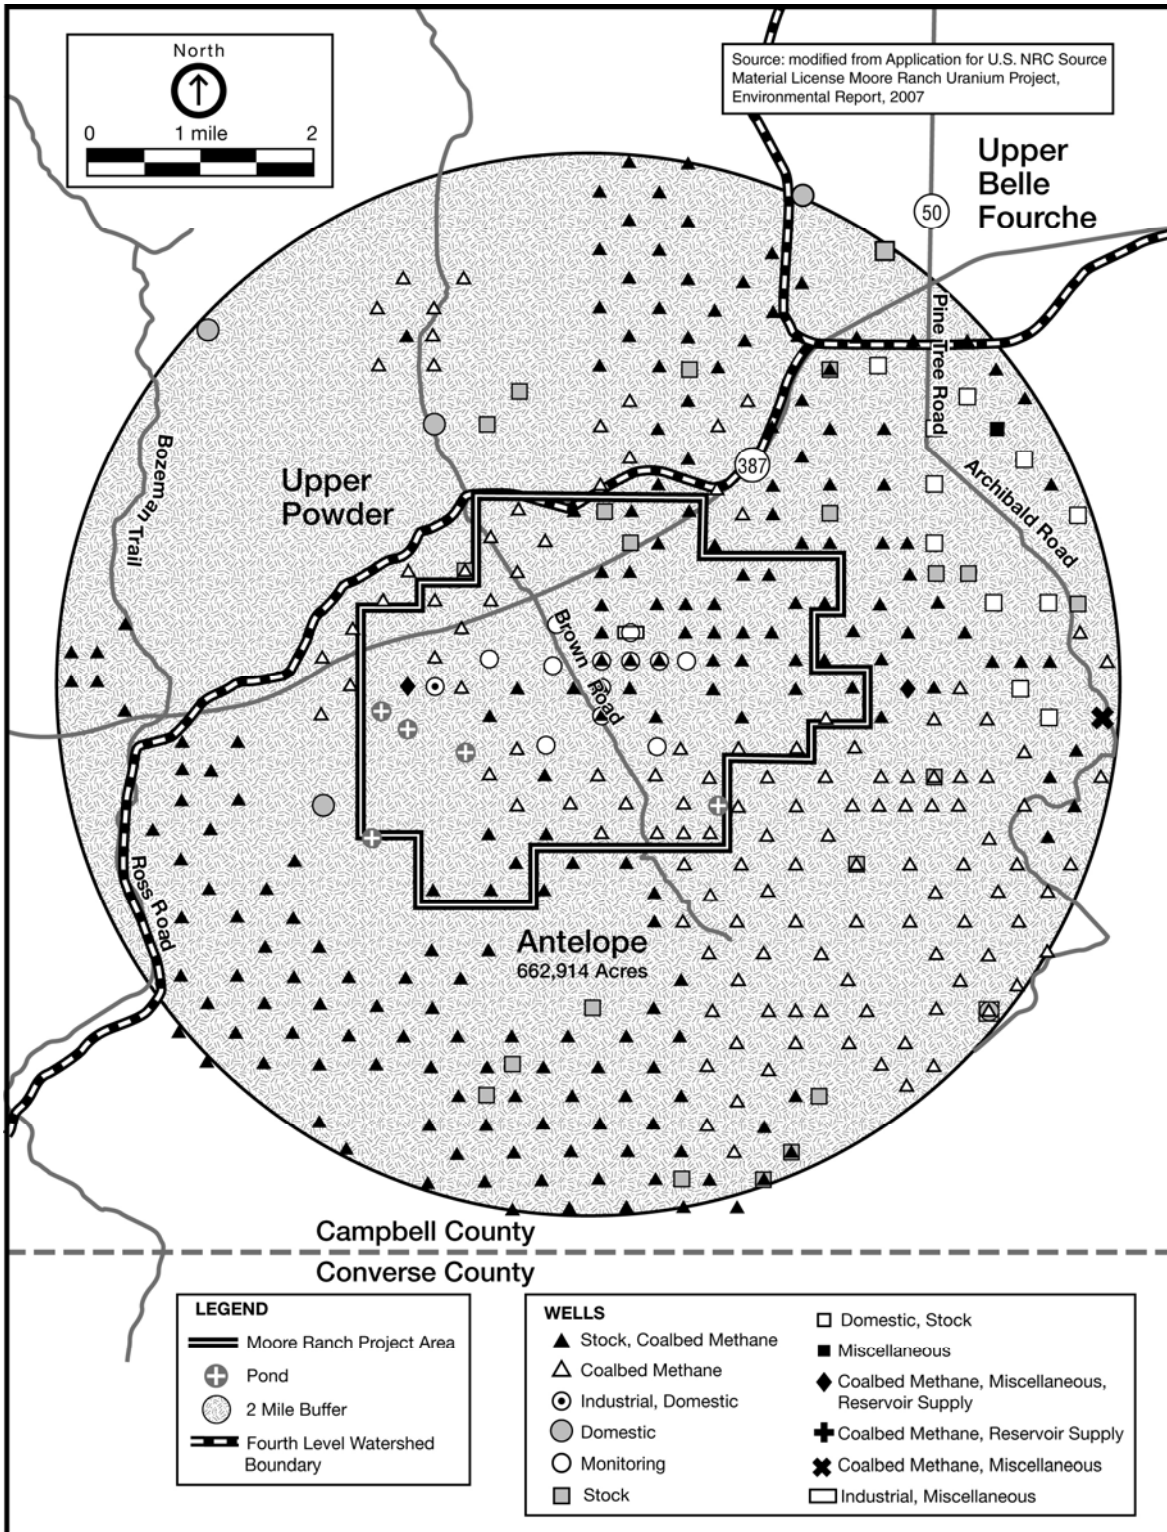 North
0 1 mile 2
Source: modified from Application for U.S. NRC Source
Material License Moore Ranch Uranium Project,
Environmental Report, 2007
Upper
Belle
Fourche
50
Pine Tree Road
387
Archibald Road
Bozeman Trail
Upper
Powder
Brown Road
Ross Road
Antelope
662,914 Acres
Campbell County
Converse County
LEGEND
Moore Ranch Project Area
Pond
2 Mile Buffer
Fourth Level Watershed
Boundary
WELLS
Stock, Coalbed Methane
Coalbed Methane
Industrial, Domestic
Domestic
Monitoring
Stock
Domestic, Stock
Miscellaneous
Coalbed Methane, Miscellaneous,
Reservoir Supply
Coalbed Methane, Reservoir Supply
Coalbed Methane, Miscellaneous
Industrial, Miscellaneous